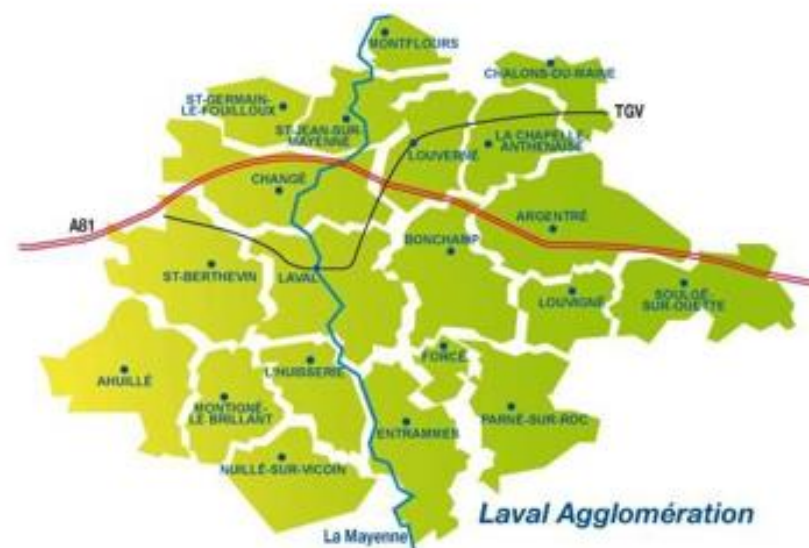 MONTFLOURS
CHALONS-DU-MAINE
ST-GERMAIN-
LE-FOUILLOUX
ST-JEAN-SUR-
MAYENNE
TGV
LOUVERNÉ
LA CHAPELLE-
ANTHENAISE
CHANGÉ
A81
ARGENTRÉ
BONCHAMP
ST-BERTHEVIN
LAVAL
LOUVIGNÉ
SOULGÉ-
SUR-OUETTE
FORCÉ
AHUILLÉ
L'HUISSERIE
MONTIGNÉ-
LE BRILLANT
PARNÉ-SUR-ROC
ENTRAMMES
NUILLÉ-SUR-VICOIN
Laval Agglomération
La Mayenne